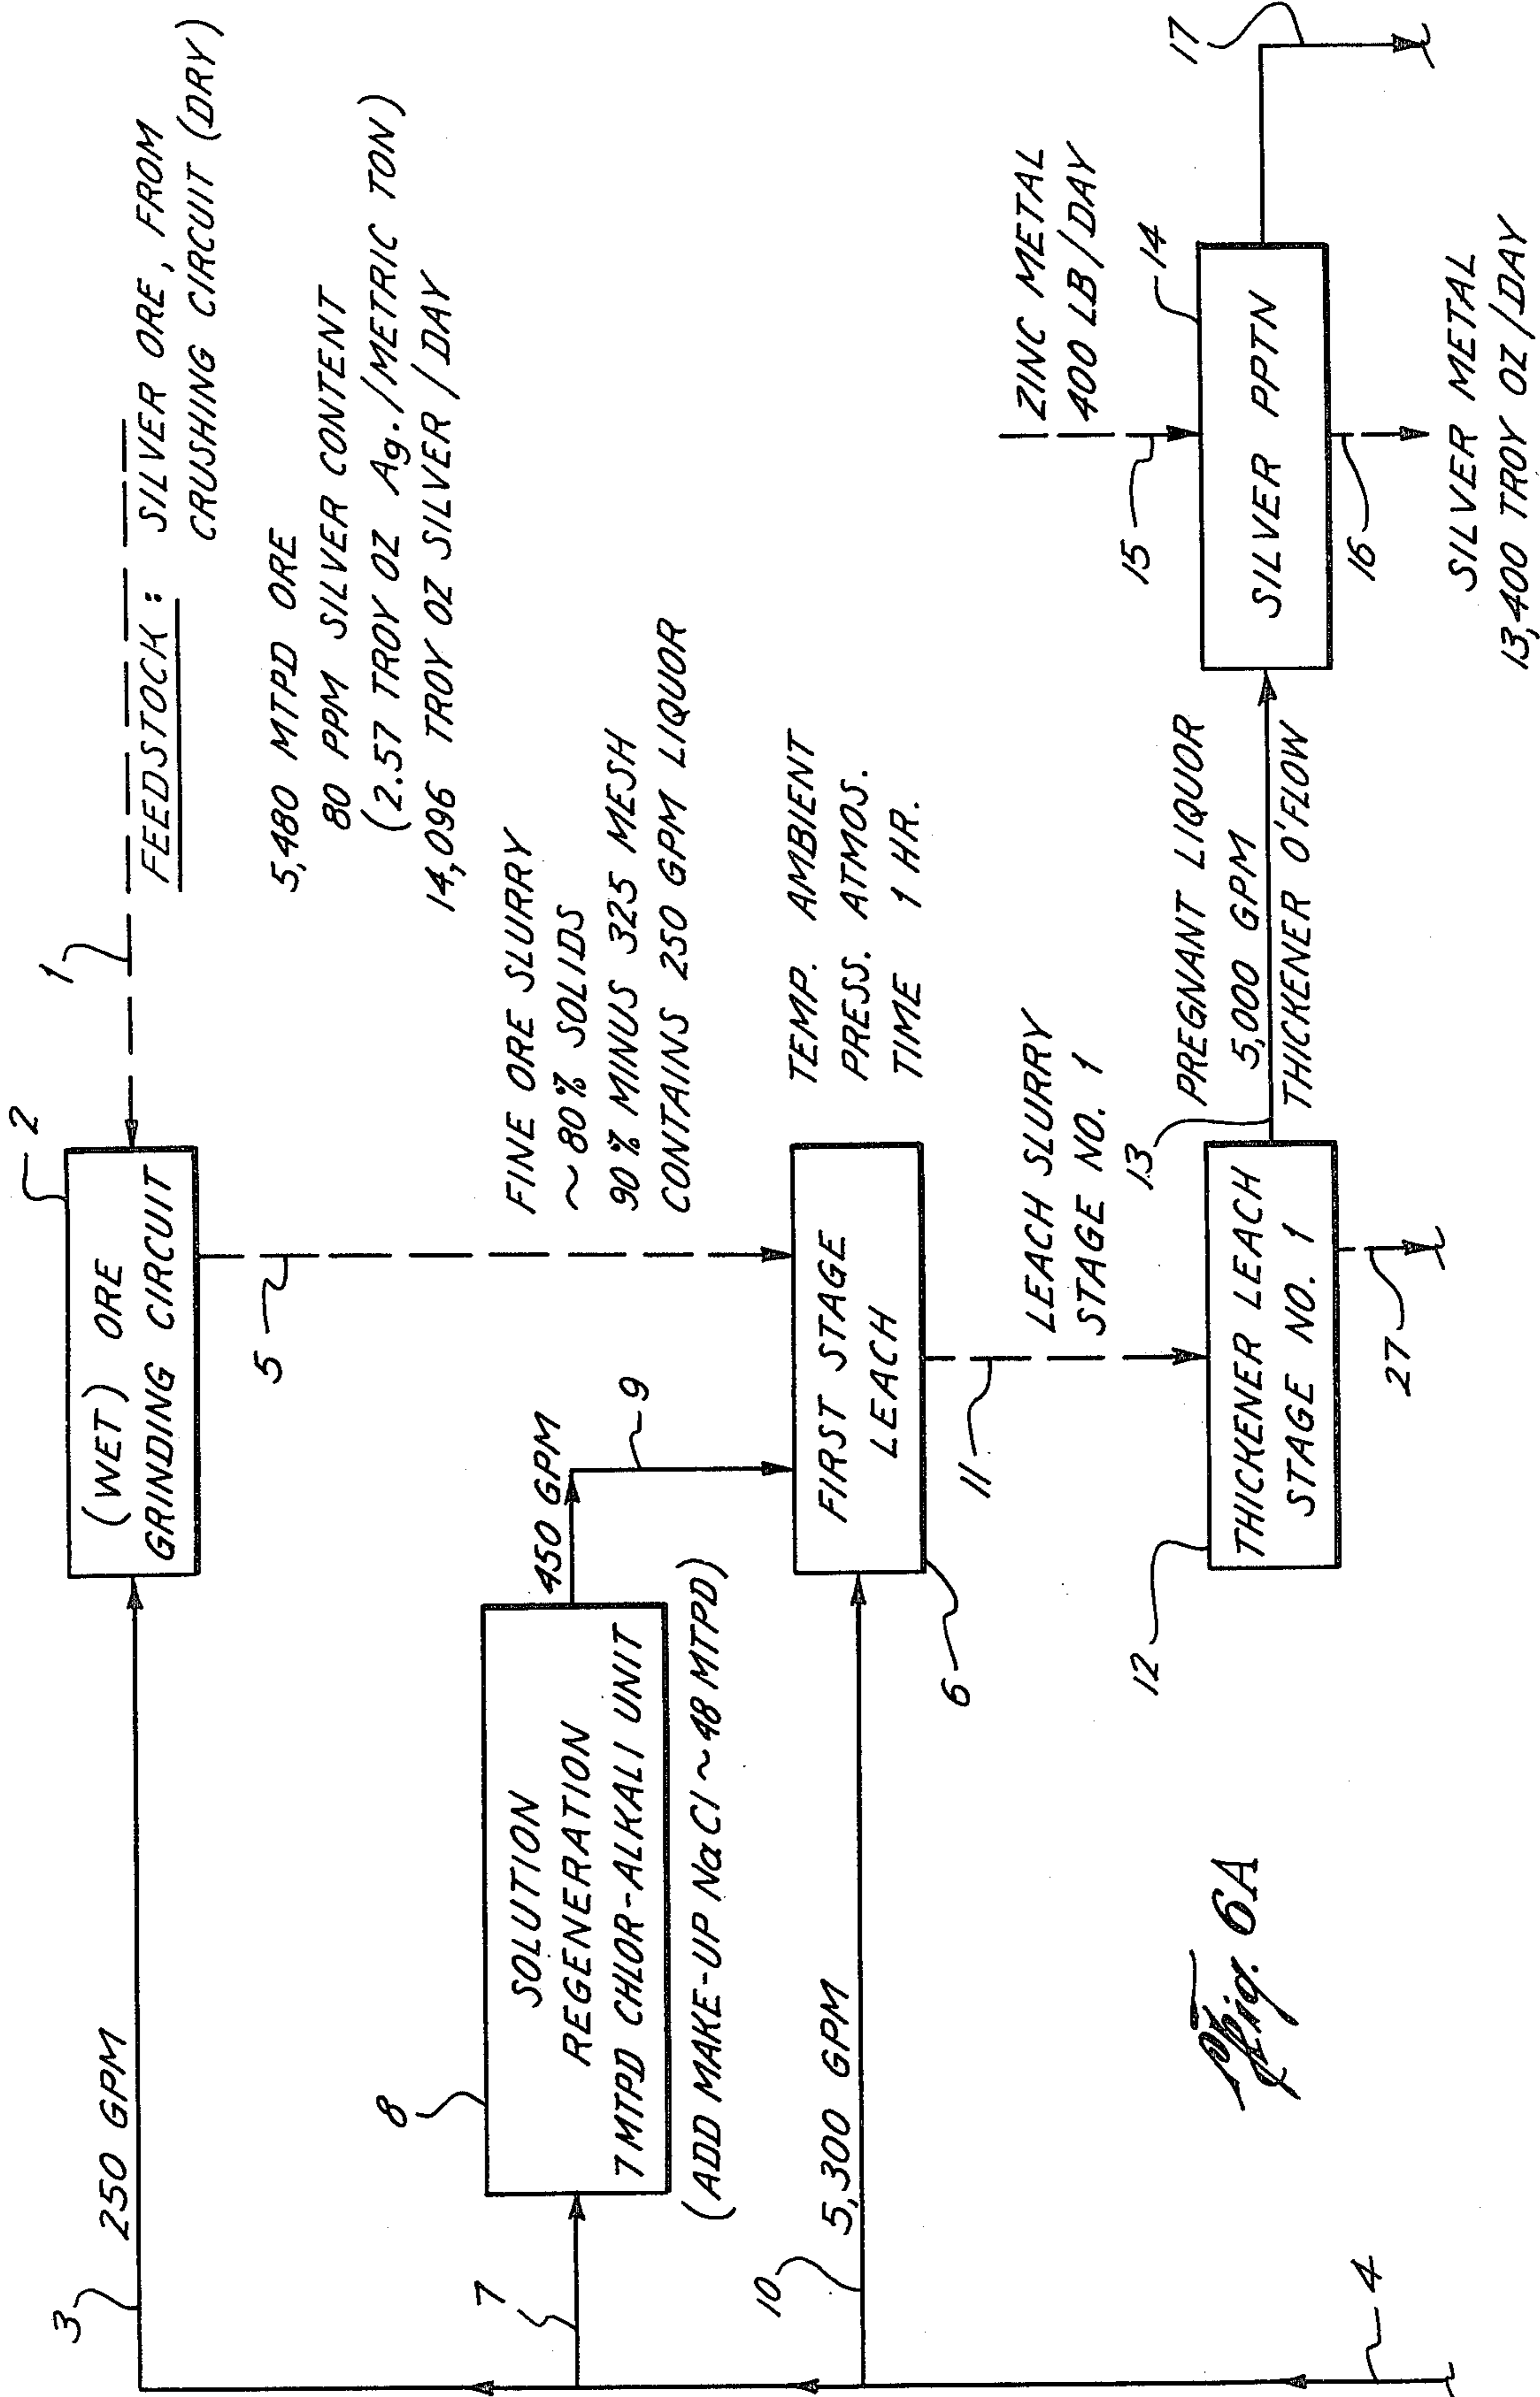 1
FEEDSTOCK: SILVER ORE, FROM
CRUSHING CIRCUIT (DRY)
5,480 MTPD ORE
80 PPM SILVER CONTENT
(2.57 TROY OZ Ag./METRIC TON)
14,096 TROY OZ SILVER/DAY
2
(WET) ORE
GRINDING CIRCUIT
3
250 GPM
5
FINE ORE SLURRY
~80% SOLIDS
90% MINUS 325 MESH
CONTAINS 250 GPM LIQUOR
7
8
SOLUTION
REGENERATION
7 MTPD CHLOR-ALKALI UNIT
(ADD MAKE-UP NaCl ~48 MTPD)
450 GPM
9
10
5,300 GPM
FIRST STAGE
LEACH
6
TEMP. AMBIENT
PRESS. ATMOS.
TIME 1 HR.
11
LEACH SLURRY
STAGE NO. 1
12
THICKENER LEACH
STAGE NO. 1
13
PREGNANT LIQUOR
5,000 GPM
THICKENER O'FLOW
27
ZINC METAL
400 LB/DAY
15
14
SILVER PPTN
16
SILVER METAL
13,400 TROY OZ/DAY
17
4
Fig. 6A